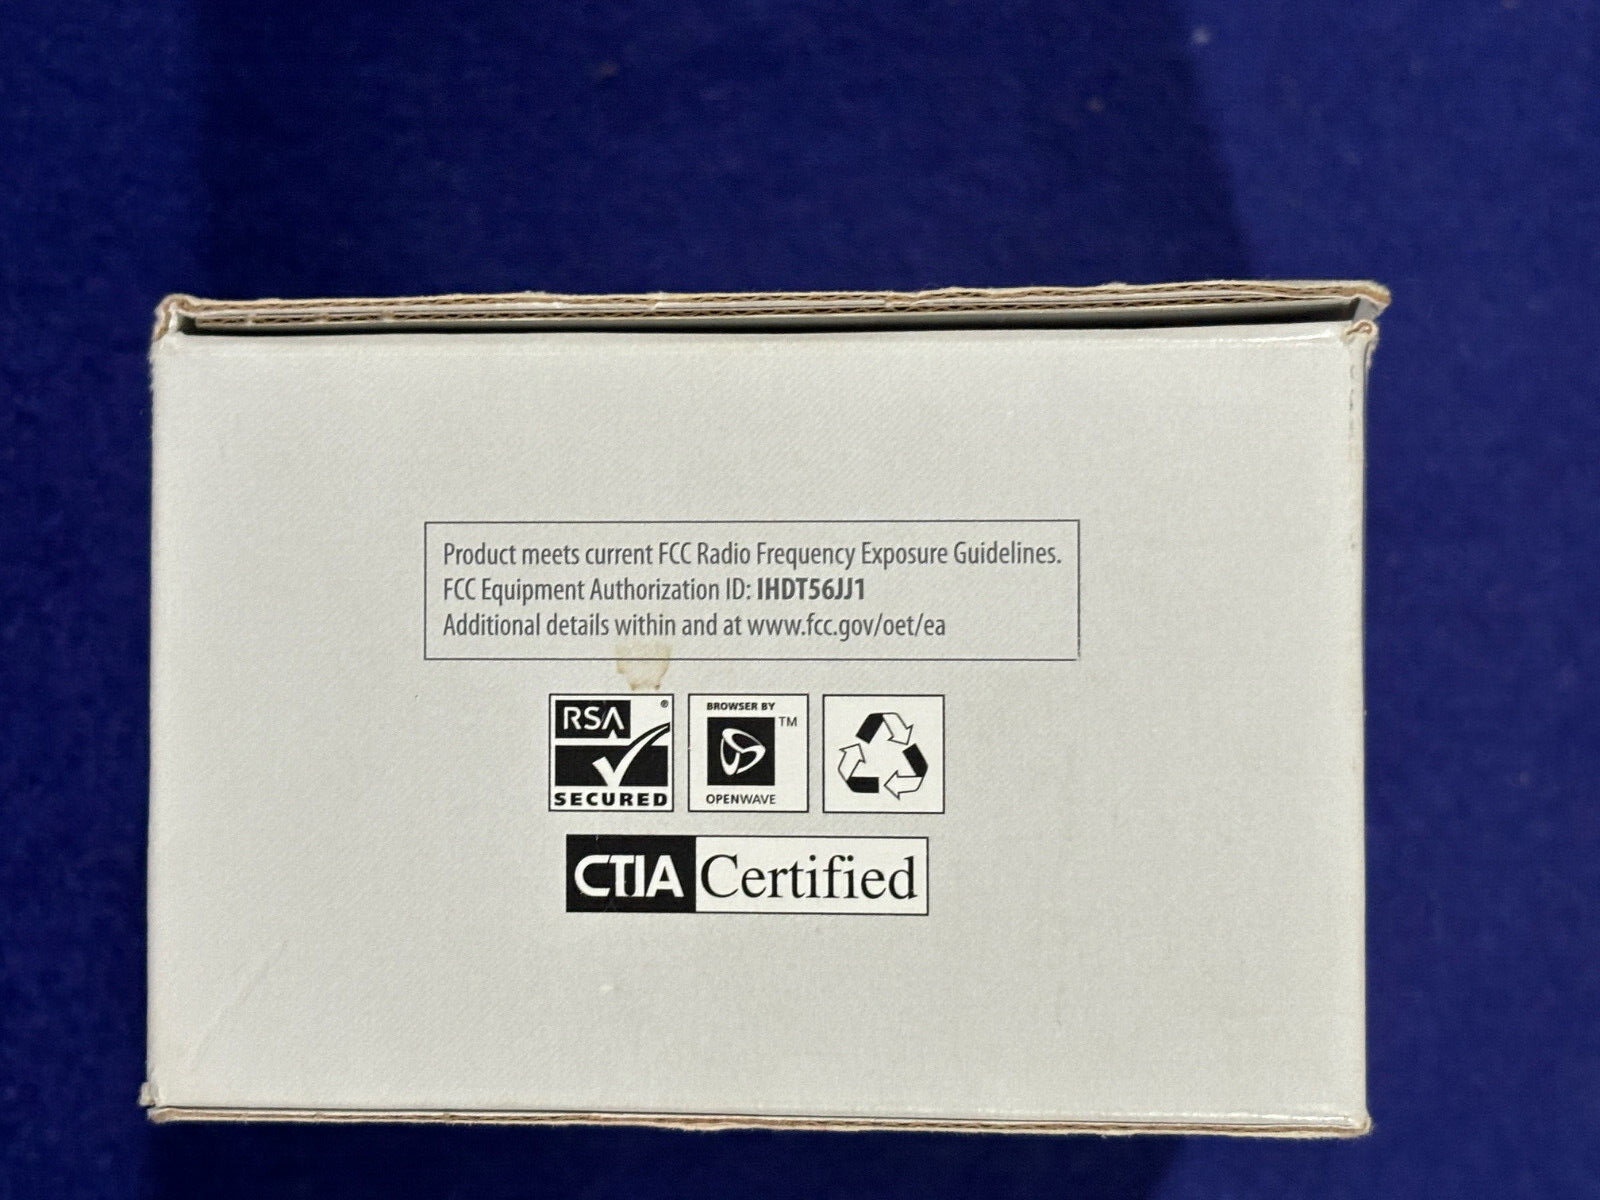 Product meets current FCC Radio Frequency Exposure Guidelines.
FCC Equipment Authorization ID: IHDT56JJ1
Additional details within and at www.fcc.gov/oet/ea
RSA ®
SECURED
BROWSER BY
TM
OPENWAVE
CTIA Certified